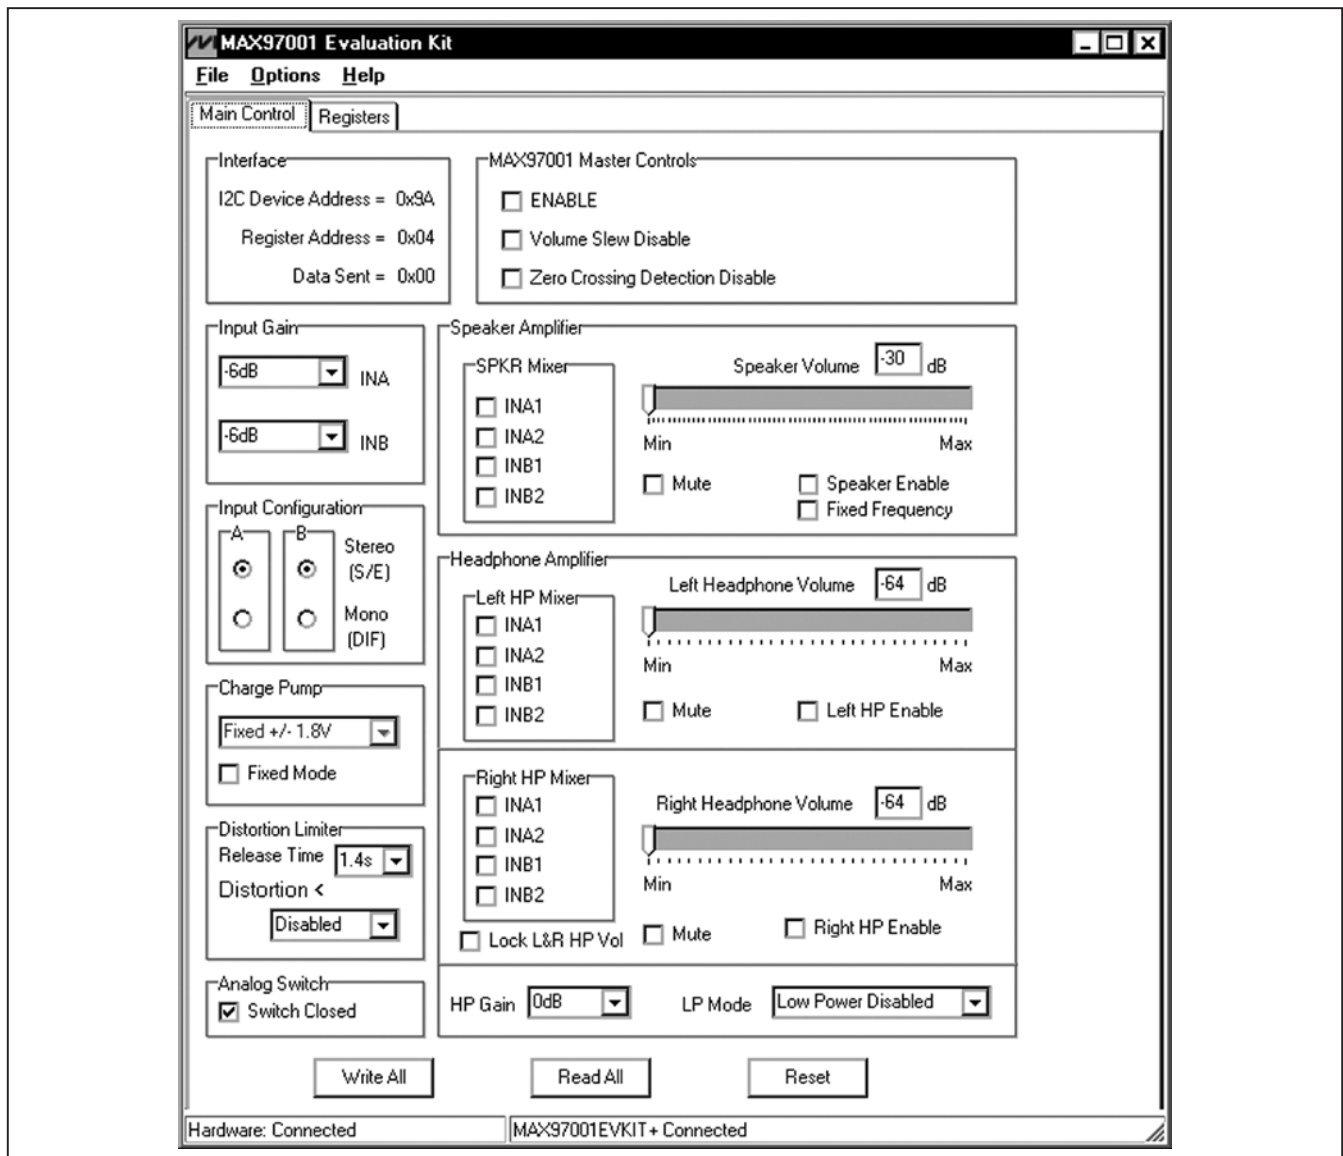 MAX97001 Evaluation Kit
File Options Help
Main Control Registers
Interface
I2C Device Address = 0x9A
Register Address = 0x04
Data Sent = 0x00
MAX97001 Master Controls
ENABLE
Volume Slew Disable
Zero Crossing Detection Disable
Input Gain
-6dB INA
-6dB INB
Speaker Amplifier
SPKR Mixer
INA1
INA2
INB1
INB2
Speaker Volume -30 dB
Min Max
Mute Speaker Enable
Fixed Frequency
Input Configuration
A B
Stereo
(S/E)
Mono
(DIF)
Headphone Amplifier
Left HP Mixer
INA1
INA2
INB1
INB2
Left Headphone Volume -64 dB
Min Max
Mute Left HP Enable
Charge Pump
Fixed +/- 1.8V
Fixed Mode
Right HP Mixer
INA1
INA2
INB1
INB2
Right Headphone Volume -64 dB
Min Max
Lock L&R HP Vol Mute Right HP Enable
Distortion Limiter
Release Time 1.4s
Distortion <
Disabled
Analog Switch
Switch Closed
HP Gain 0dB LP Mode Low Power Disabled
Write All Read All Reset
Hardware: Connected MAX97001EVKIT+ Connected